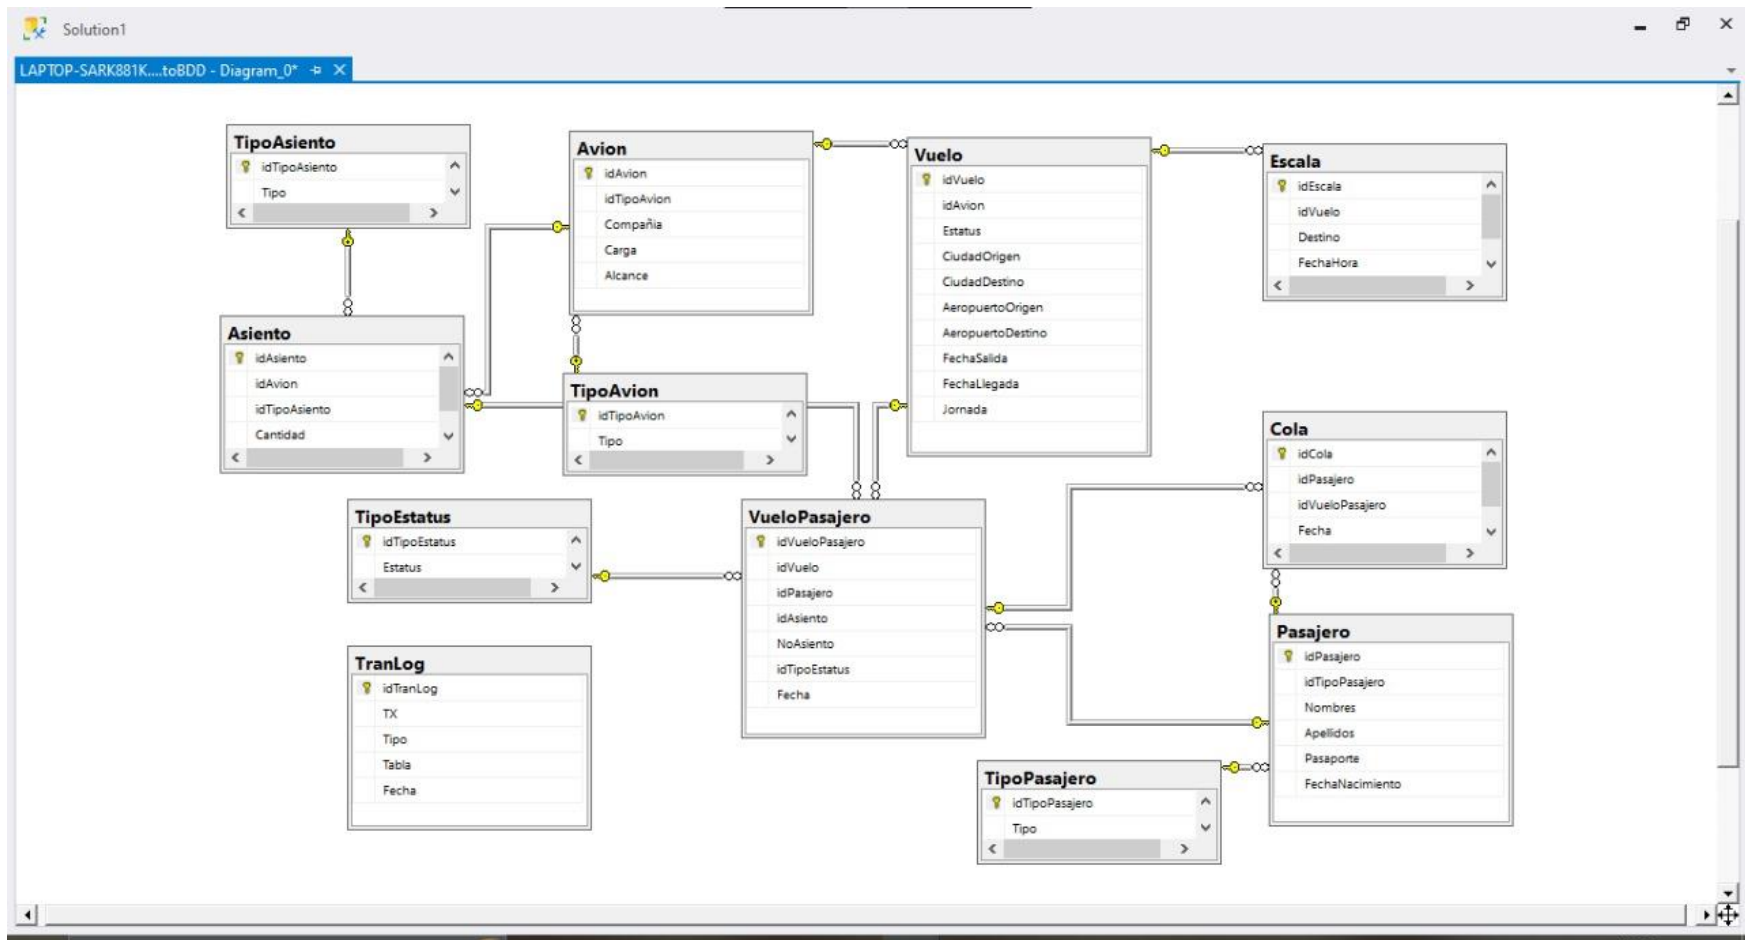 Solution1
LAPTOP-SARK881K....toBDD - Diagram_0*
TipoAsiento
idTipoAsiento
Tipo
Avion
idAvion
idTipoAvion
Compañia
Carga
Alcance
Vuelo
idVuelo
idAvion
Estatus
CiudadOrigen
CiudadDestino
AeropuertoOrigen
AeropuertoDestino
FechaSalida
FechaLlegada
Jornada
Escala
idEscala
idVuelo
Destino
FechaHora
Asiento
idAsiento
idAvion
idTipoAsiento
Cantidad
TipoAvion
idTipoAvion
Tipo
Cola
idCola
idPasajero
idVueloPasajero
Fecha
TipoEstatus
idTipoEstatus
Estatus
VueloPasajero
idVueloPasajero
idVuelo
idPasajero
idAsiento
NoAsiento
idTipoEstatus
Fecha
Pasajero
idPasajero
idTipoPasajero
Nombres
Apellidos
Pasaporte
FechaNacimiento
TranLog
idTranLog
TX
Tipo
Tabla
Fecha
TipoPasajero
idTipoPasajero
Tipo